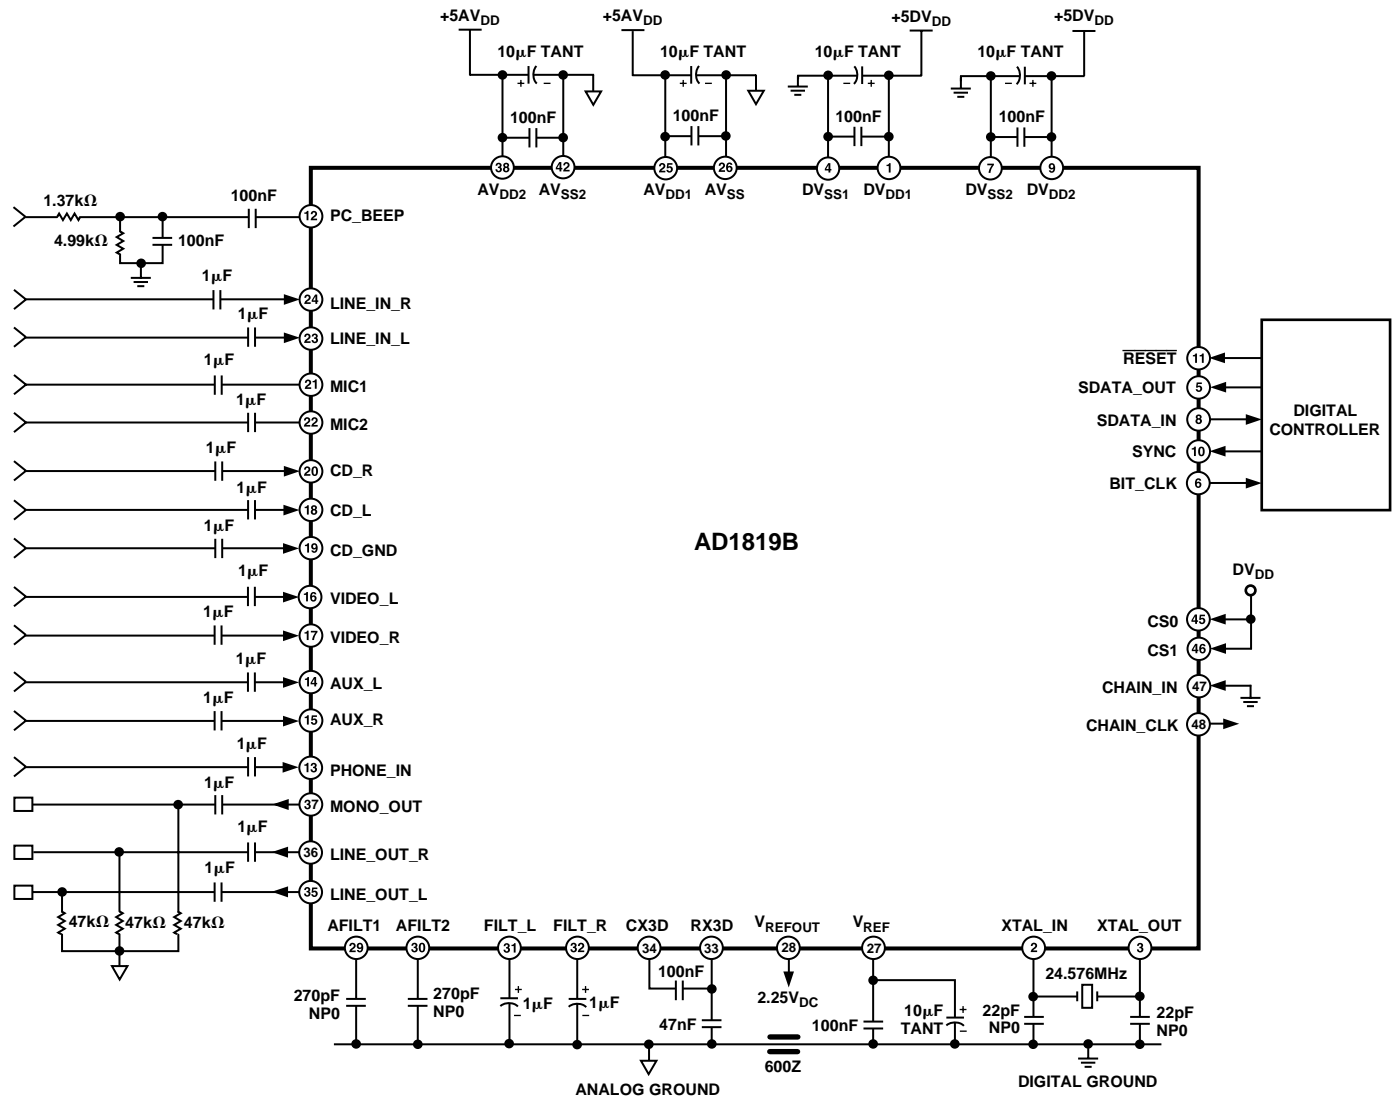 +5AVDD +5AVDD +5DVDD +5DVDD
10μF TANT 10μF TANT 10μF TANT 10μF TANT
+ − + − − + − +
100nF 100nF 100nF 100nF
38 42 25 26 4 1 7 9
AVDD2 AVSS2 AVDD1 AVSS DVSS1 DVDD1 DVSS2 DVDD2
1.37kΩ 100nF
12 PC_BEEP
4.99kΩ 100nF
1μF
24 LINE_IN_R
1μF
23 LINE_IN_L
1μF
21 MIC1
1μF
22 MIC2
1μF
20 CD_R
1μF
18 CD_L
1μF
19 CD_GND
1μF
16 VIDEO_L
1μF
17 VIDEO_R
1μF
14 AUX_L
1μF
15 AUX_R
1μF
13 PHONE_IN
1μF
37 MONO_OUT
1μF
36 LINE_OUT_R
1μF
35 LINE_OUT_L
47kΩ 47kΩ 47kΩ
AD1819B
RESET 11
SDATA_OUT 5
SDATA_IN 8
SYNC 10
BIT_CLK 6
DIGITAL
CONTROLLER
DVDD
CS0 45
CS1 46
CHAIN_IN 47
CHAIN_CLK 48
AFILT1 AFILT2 FILT_L FILT_R CX3D RX3D VREFOUT VREF XTAL_IN XTAL_OUT
29 30 31 32 34 33 28 27 2 3
270pF
NP0
270pF
NP0
+
1μF
−
+
1μF
−
100nF
47nF
2.25VDC
100nF
10μF
TANT
+
−
24.576MHz
22pF
NP0
22pF
NP0
600Z
ANALOG GROUND
DIGITAL GROUND